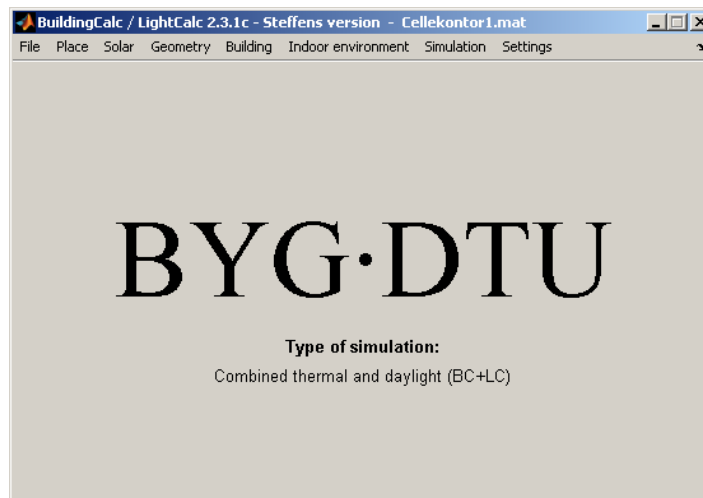 BuildingCalc / LightCalc 2.3.1c - Steffens version - Cellekontor1.mat
File Place Solar Geometry Building Indoor environment Simulation Settings
BYG·DTU
Type of simulation:
Combined thermal and daylight (BC+LC)